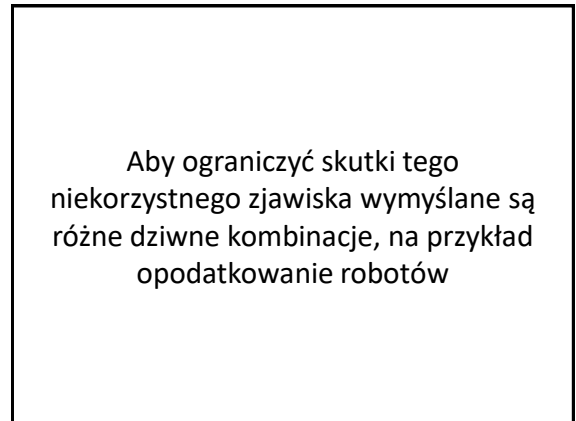 Aby ograniczyć skutki tego
niekorzystnego zjawiska wymyślane są
różne dziwne kombinacje, na przykład
opodatkowanie robotów